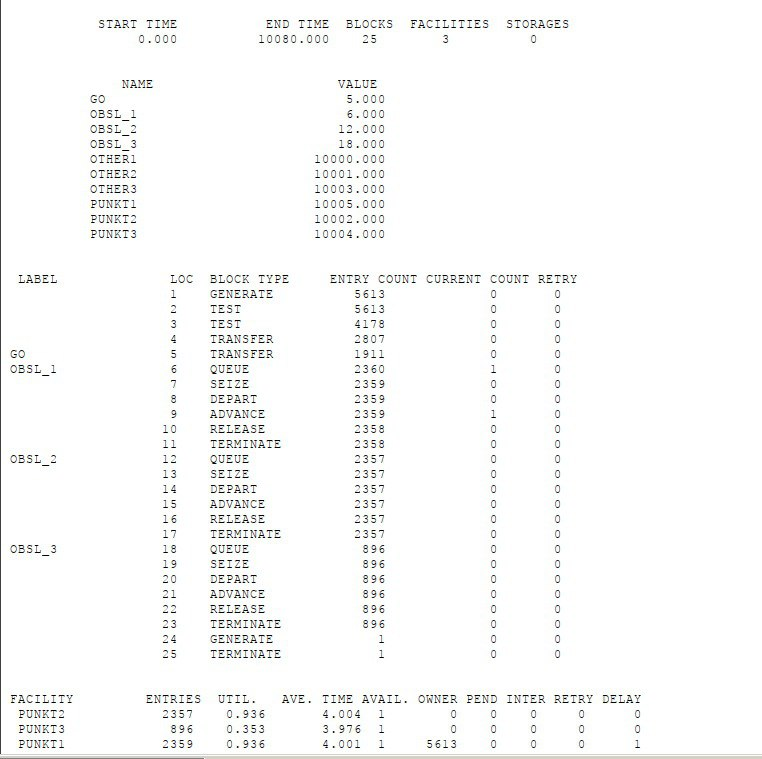 START TIME END TIME BLOCKS FACILITIES STORAGES
0.000 10080.000 25 3 0
NAME VALUE
GO 5.000
OBSL_1 6.000
OBSL_2 12.000
OBSL_3 18.000
OTHER1 10000.000
OTHER2 10001.000
OTHER3 10003.000
PUNKT1 10005.000
PUNKT2 10002.000
PUNKT3 10004.000
LABEL LOC BLOCK TYPE ENTRY COUNT CURRENT COUNT RETRY
1 GENERATE 5613 0 0
2 TEST 5613 0 0
3 TEST 4178 0 0
4 TRANSFER 2807 0 0
GO 5 TRANSFER 1911 0 0
OBSL_1 6 QUEUE 2360 1 0
7 SEIZE 2359 0 0
8 DEPART 2359 0 0
9 ADVANCE 2359 1 0
10 RELEASE 2358 0 0
11 TERMINATE 2358 0 0
OBSL_2 12 QUEUE 2357 0 0
13 SEIZE 2357 0 0
14 DEPART 2357 0 0
15 ADVANCE 2357 0 0
16 RELEASE 2357 0 0
17 TERMINATE 2357 0 0
OBSL_3 18 QUEUE 896 0 0
19 SEIZE 896 0 0
20 DEPART 896 0 0
21 ADVANCE 896 0 0
22 RELEASE 896 0 0
23 TERMINATE 896 0 0
24 GENERATE 1 0 0
25 TERMINATE 1 0 0
FACILITY ENTRIES UTIL. AVE. TIME AVAIL. OWNER PEND INTER RETRY DELAY
PUNKT2 2357 0.936 4.004 1 0 0 0 0 0
PUNKT3 896 0.353 3.976 1 0 0 0 0 0
PUNKT1 2359 0.936 4.001 1 5613 0 0 0 1